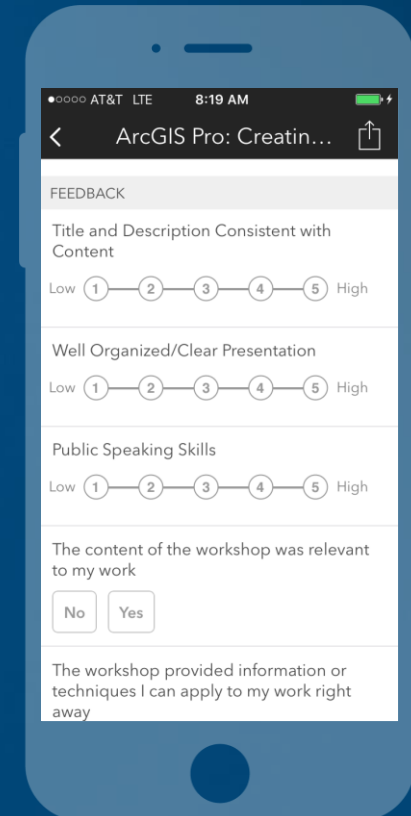 AT&T LTE 8:19 AM
ArcGIS Pro: Creatin...
FEEDBACK
Title and Description Consistent with
Content
Low 1 2 3 4 5 High
Well Organized/Clear Presentation
Low 1 2 3 4 5 High
Public Speaking Skills
Low 1 2 3 4 5 High
The content of the workshop was relevant
to my work
No Yes
The workshop provided information or
techniques I can apply to my work right
away